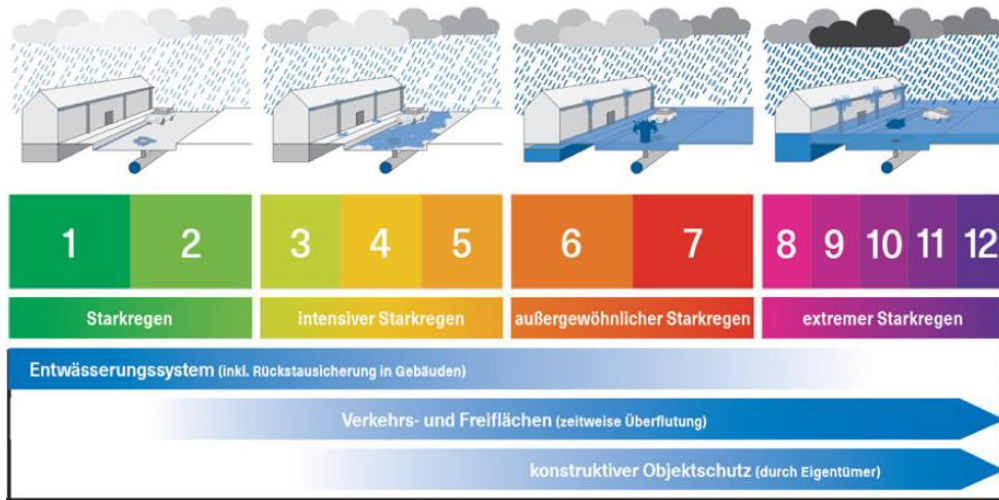 1 2 3 4 5 6 7 8 9 10 11 12
Starkregen intensiver Starkregen außergewöhnlicher Starkregen extremer Starkregen
Entwässerungssystem (inkl. Rückstausicherung in Gebäuden)
Verkehrs- und Freiflächen (zeitweise Überflutung)
konstruktiver Objektschutz (durch Eigentümer)